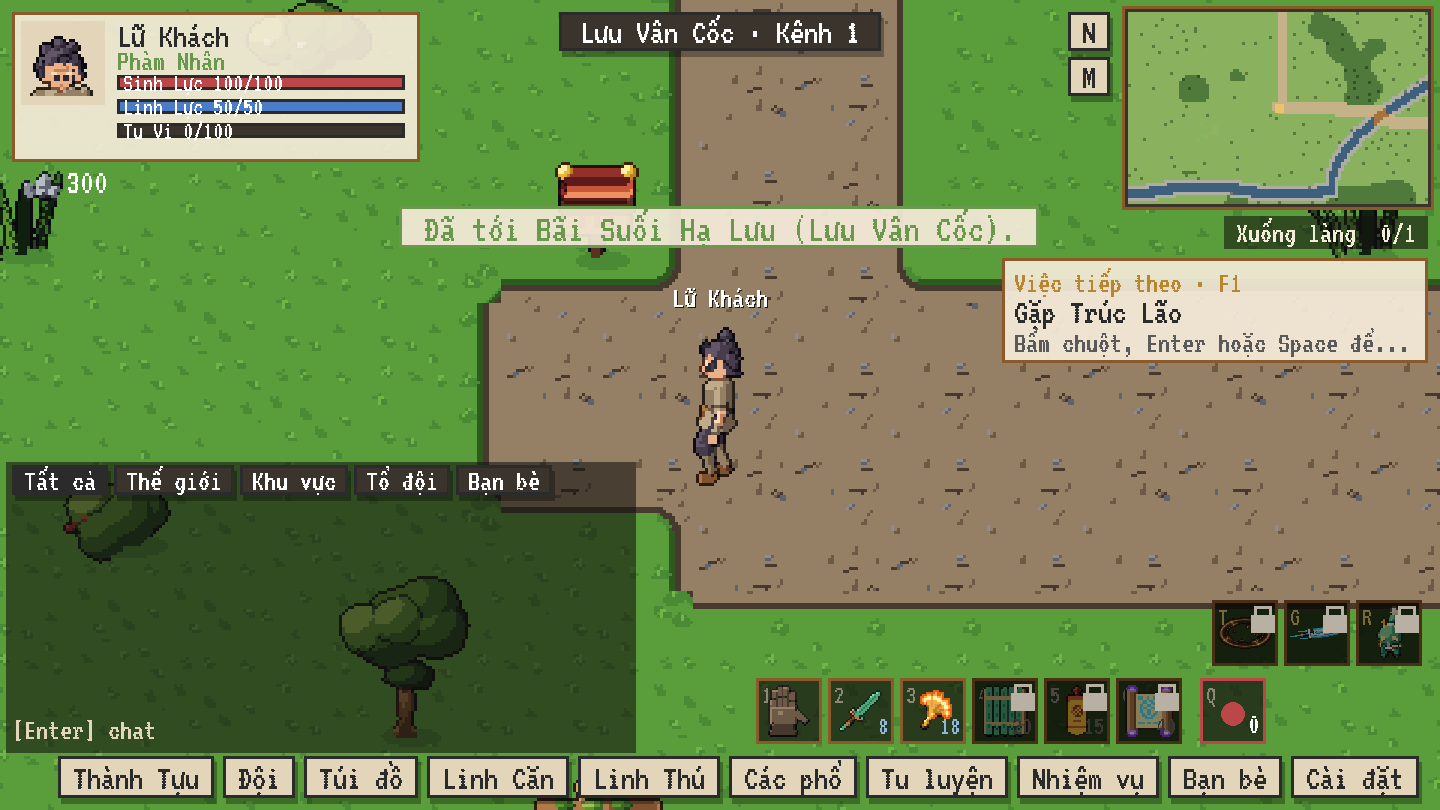 Lữ Khách
Phàm Nhân
Sinh Lực 100/100
Linh Lực 50/50
Tu Vi 0/100
300
Lưu Vân Cốc · Kênh 1
N
M
Đã tới Bãi Suối Hạ Lưu (Lưu Vân Cốc).
Xuống làng 0/1
Việc tiếp theo · F1
Gặp Trúc Lão
Bấm chuột, Enter hoặc Space để...
Lữ Khách
Tất cả Thế giới Khu vực Tổ đội Bạn bè
[Enter] chat
T G R
1 2 8 3 18 5 15 Q 0
Thành Tựu Đội Túi đồ Linh Căn Linh Thú Các phổ Tu luyện Nhiệm vụ Bạn bè Cài đặt